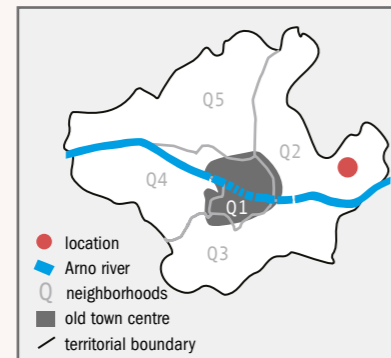 Q5
Q2
Q4
Q1
Q3
location
Arno river
Q neighborhoods
old town centre
territorial boundary